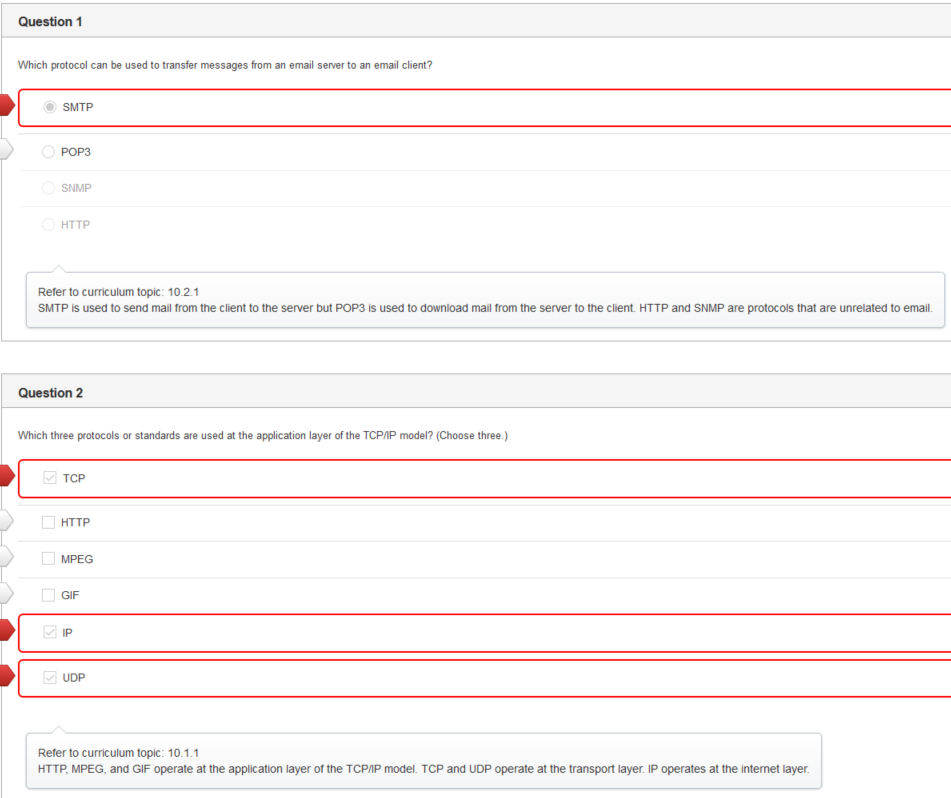 Question 1
Which protocol can be used to transfer messages from an email server to an email client?
SMTP
POP3
SNMP
HTTP
Refer to curriculum topic: 10.2.1
SMTP is used to send mail from the client to the server but POP3 is used to download mail from the server to the client. HTTP and SNMP are protocols that are unrelated to email.
Question 2
Which three protocols or standards are used at the application layer of the TCP/IP model? (Choose three.)
TCP
HTTP
MPEG
GIF
IP
UDP
Refer to curriculum topic: 10.1.1
HTTP, MPEG, and GIF operate at the application layer of the TCP/IP model. TCP and UDP operate at the transport layer. IP operates at the internet layer.